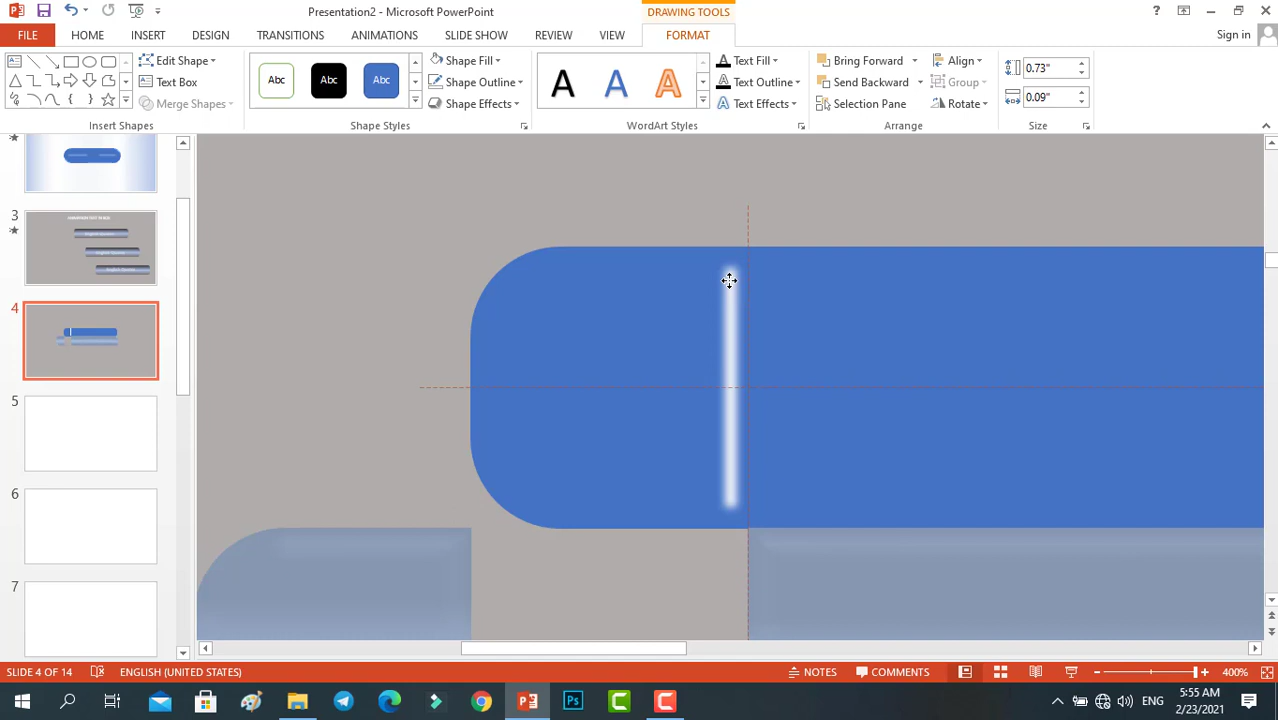 Presentation2 - Microsoft PowerPoint
DRAWING TOOLS
?
FILE HOME INSERT DESIGN TRANSITIONS ANIMATIONS SLIDE SHOW REVIEW VIEW FORMAT
Sign in
Edit Shape
Text Box
Merge Shapes
Insert Shapes
Abc Abc Abc
Shape Fill
Shape Outline
Shape Effects
Shape Styles
A A A
Text Fill
Text Outline
Text Effects
WordArt Styles
Bring Forward
Send Backward
Selection Pane
Align
Group
Rotate
Arrange
0.73"
0.09"
Size
3
4
5
6
7
SLIDE 4 OF 14
ENGLISH (UNITED STATES)
NOTES
COMMENTS
400%
Ps
ENG
5:55 AM
2/23/2021